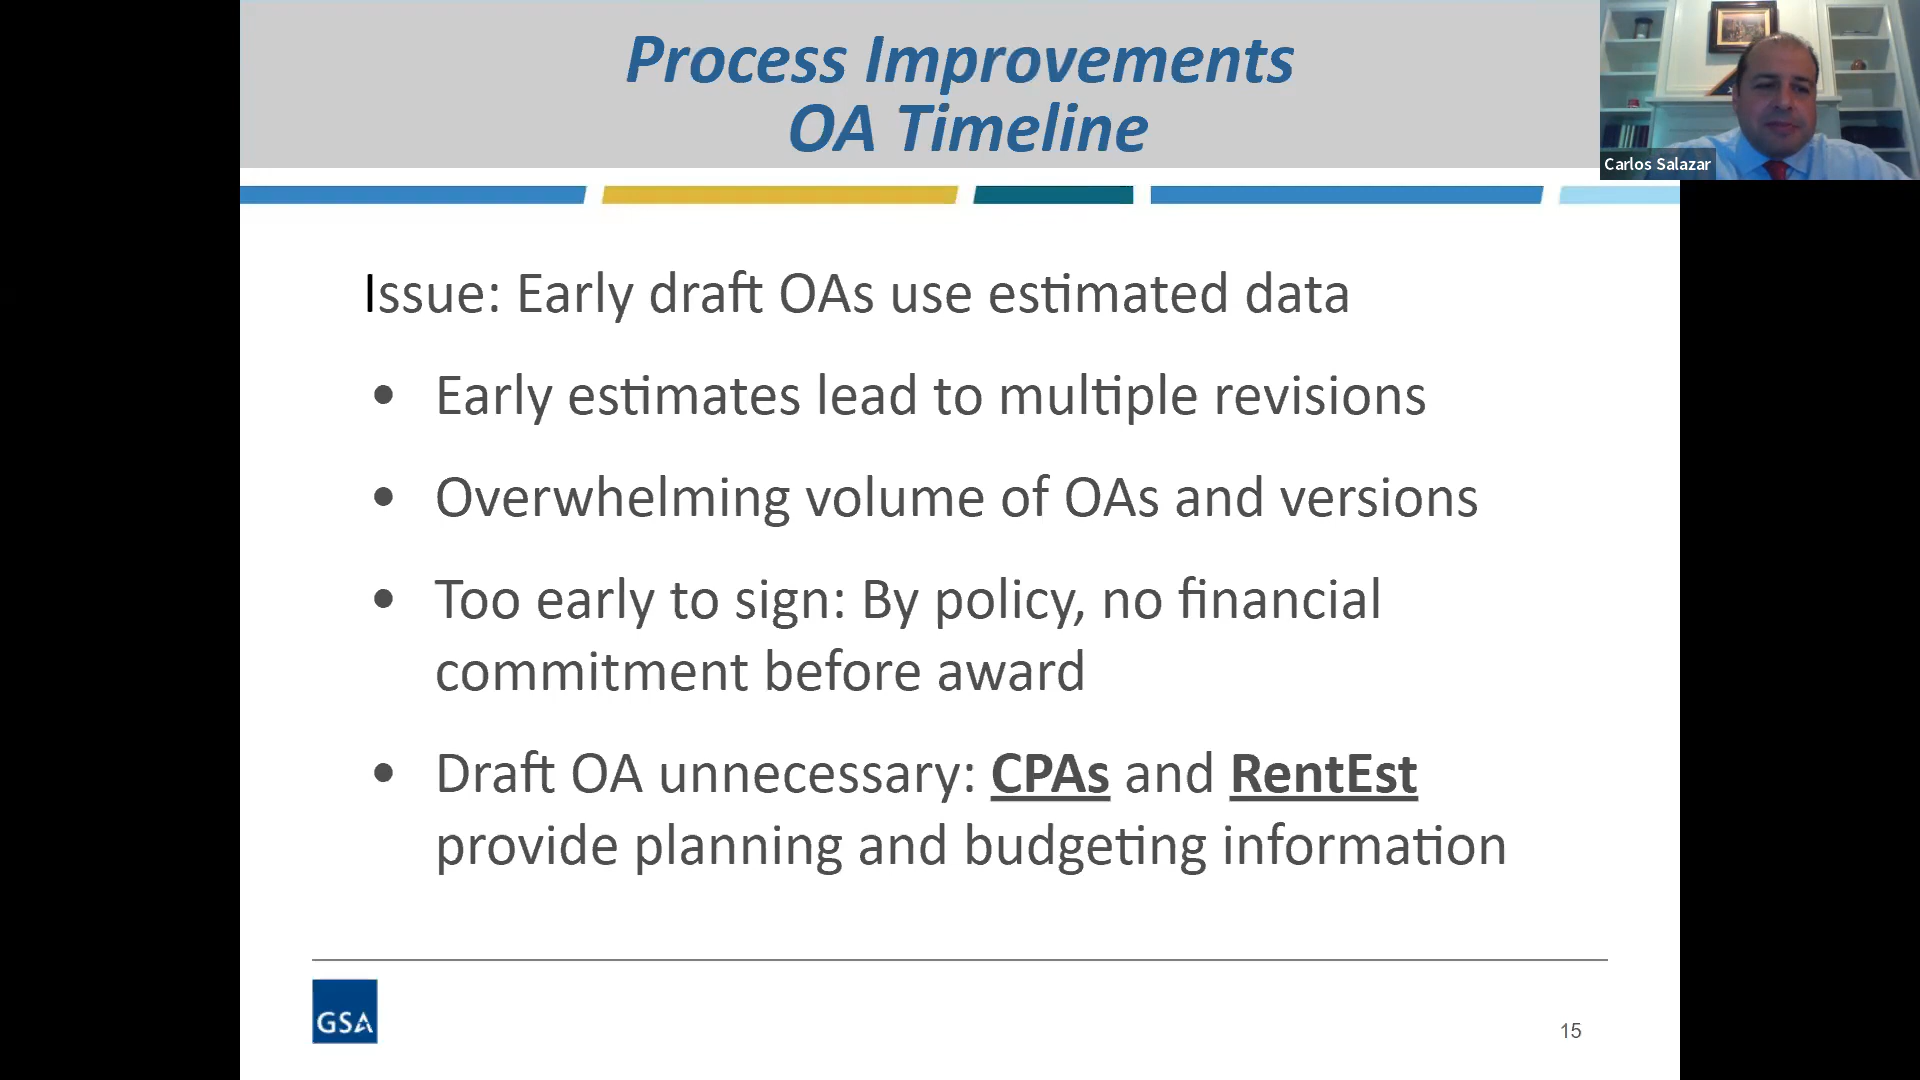 Process Improvements
OA Timeline
Carlos Salazar
Issue: Early draft OAs use estimated data
• Early estimates lead to multiple revisions
• Overwhelming volume of OAs and versions
• Too early to sign: By policy, no financial
commitment before award
• Draft OA unnecessary: CPAs and RentEst
provide planning and budgeting information
GSA
15